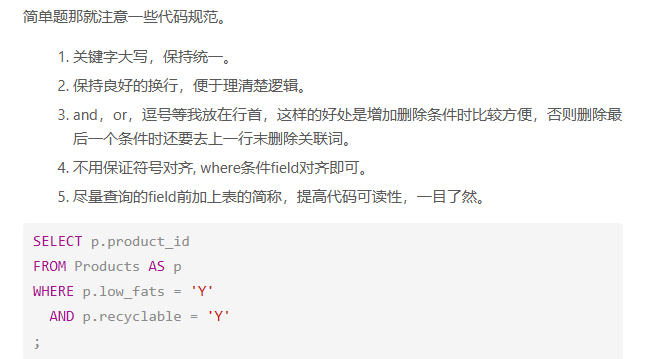 简单题那就注意一些代码规范。
1. 关键字大写，保持统一。
2. 保持良好的换行，便于理清楚逻辑。
3. and，or，逗号等我放在行首，这样的好处是增加删除条件时比较方便，否则删除最
后一个条件时还要去上一行末删除关联词。
4. 不用保证符号对齐, where条件field对齐即可。
5. 尽量查询的field前加上表的简称，提高代码可读性，一目了然。
SELECT p.product_id
FROM Products AS p
WHERE p.low_fats = 'Y'
  AND p.recyclable = 'Y'
;